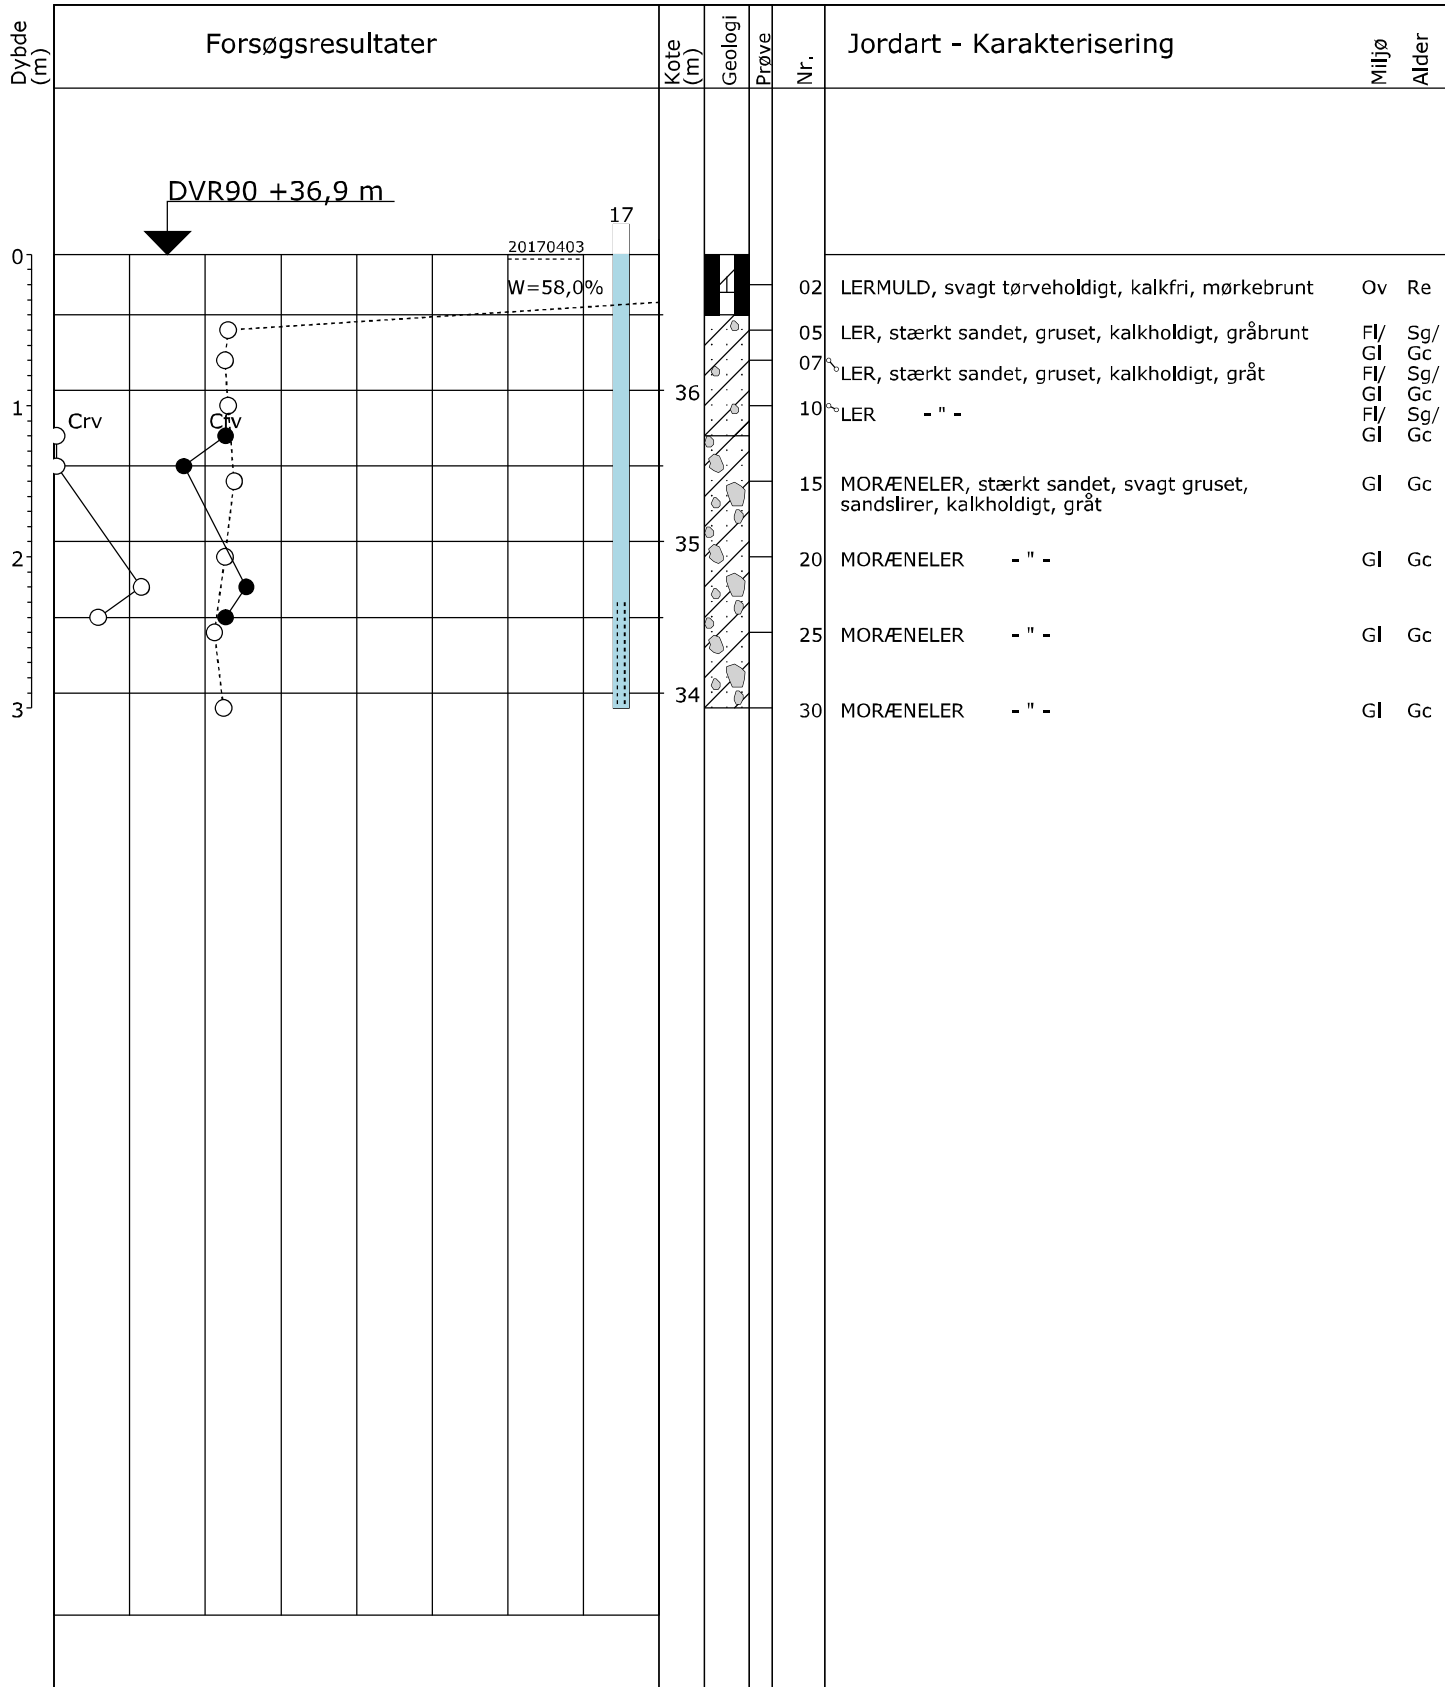 Dybde (m)
Forsøgsresultater
Kote (m)
Geologi
Prøve
Nr.
Jordart - Karakterisering
Miljø
Alder
DVR90 +36,9 m
17
0
20170403
W=58,0%
02 LERMULD, svagt tørveholdigt, kalkfri, mørkebrunt Ov Re
05 LER, stærkt sandet, gruset, kalkholdigt, gråbrunt Fl/ Sg/
Gl Gc
07 LER, stærkt sandet, gruset, kalkholdigt, gråt Fl/ Sg/
Gl Gc
36
1
Crv
Crv
10 LER - " - Fl/ Sg/
Gl Gc
15 MORÆNELER, stærkt sandet, svagt gruset, Gl Gc
sandslirer, kalkholdigt, gråt
35
2
20 MORÆNELER - " - Gl Gc
25 MORÆNELER - " - Gl Gc
34
3
30 MORÆNELER - " - Gl Gc